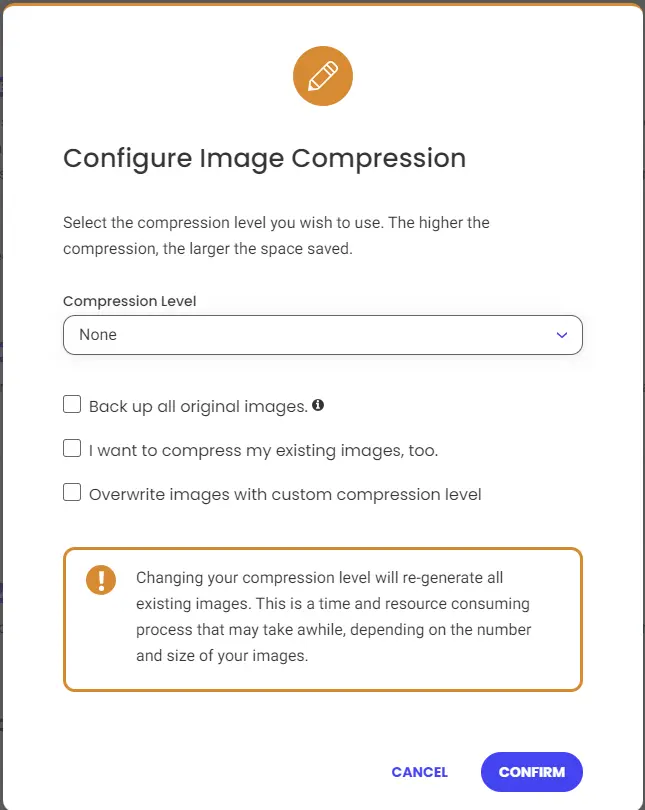 Configure Image Compression
Select the compression level you wish to use. The higher the
compression, the larger the space saved.
Compression Level
None
Back up all original images.
I want to compress my existing images, too.
Overwrite images with custom compression level
Changing your compression level will re-generate all
existing images. This is a time and resource consuming
process that may take awhile, depending on the number
and size of your images.
CANCEL CONFIRM